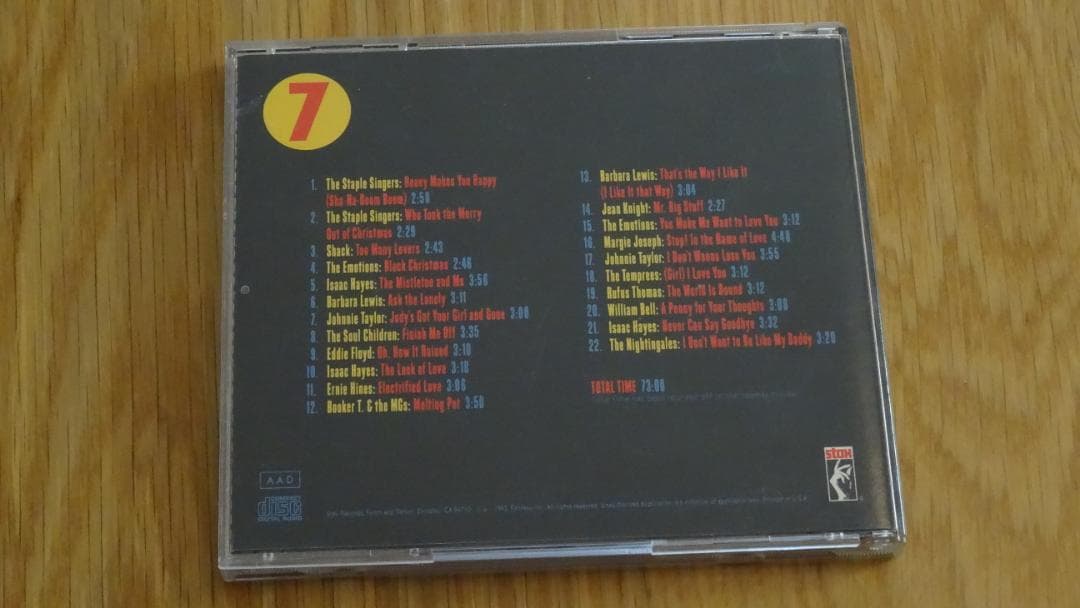 7
1. The Staple Singers: Heavy Makes You Happy
(Sha-Na-Boom Boom) 2:50
2. The Staple Singers: Who Took the Merry
Out of Christmas 2:29
3. Shack: Too Many Lovers 2:43
4. The Emotions: Black Christmas 2:46
5. Isaac Hayes: The Mistletoe and Me 3:56
6. Barbara Lewis: Ask the Lonely 3:11
7. Johnnie Taylor: Jody's Got Your Girl and Gone 3:00
8. The Soul Children: Finish Me Off 3:35
9. Eddie Floyd: Oh, How It Rained 3:10
10. Isaac Hayes: The Look of Love 3:18
11. Ernie Hines: Electrified Love 3:06
12. Booker T. & the MGs: Melting Pot 3:50
13. Barbara Lewis: That's the Way I Like It
(I Like It that Way) 3:04
14. Jean Knight: Mr. Big Stuff 2:27
15. The Emotions: You Make Me Want to Love You 3:12
16. Margie Joseph: Stop! In the Name of Love 4:48
17. Johnnie Taylor: I Don't Wanna Lose You 3:55
18. The Temprees: (Girl) I Love You 3:12
19. Rufus Thomas: The World Is Round 3:12
20. William Bell: A Penny for Your Thoughts 3:00
21. Isaac Hayes: Never Can Say Goodbye 3:32
22. The Nightingales: I Don't Want to Be Like My Daddy 3:20
TOTAL TIME 73:08
stax
AAD
COMPACT
disc
DIGITAL AUDIO